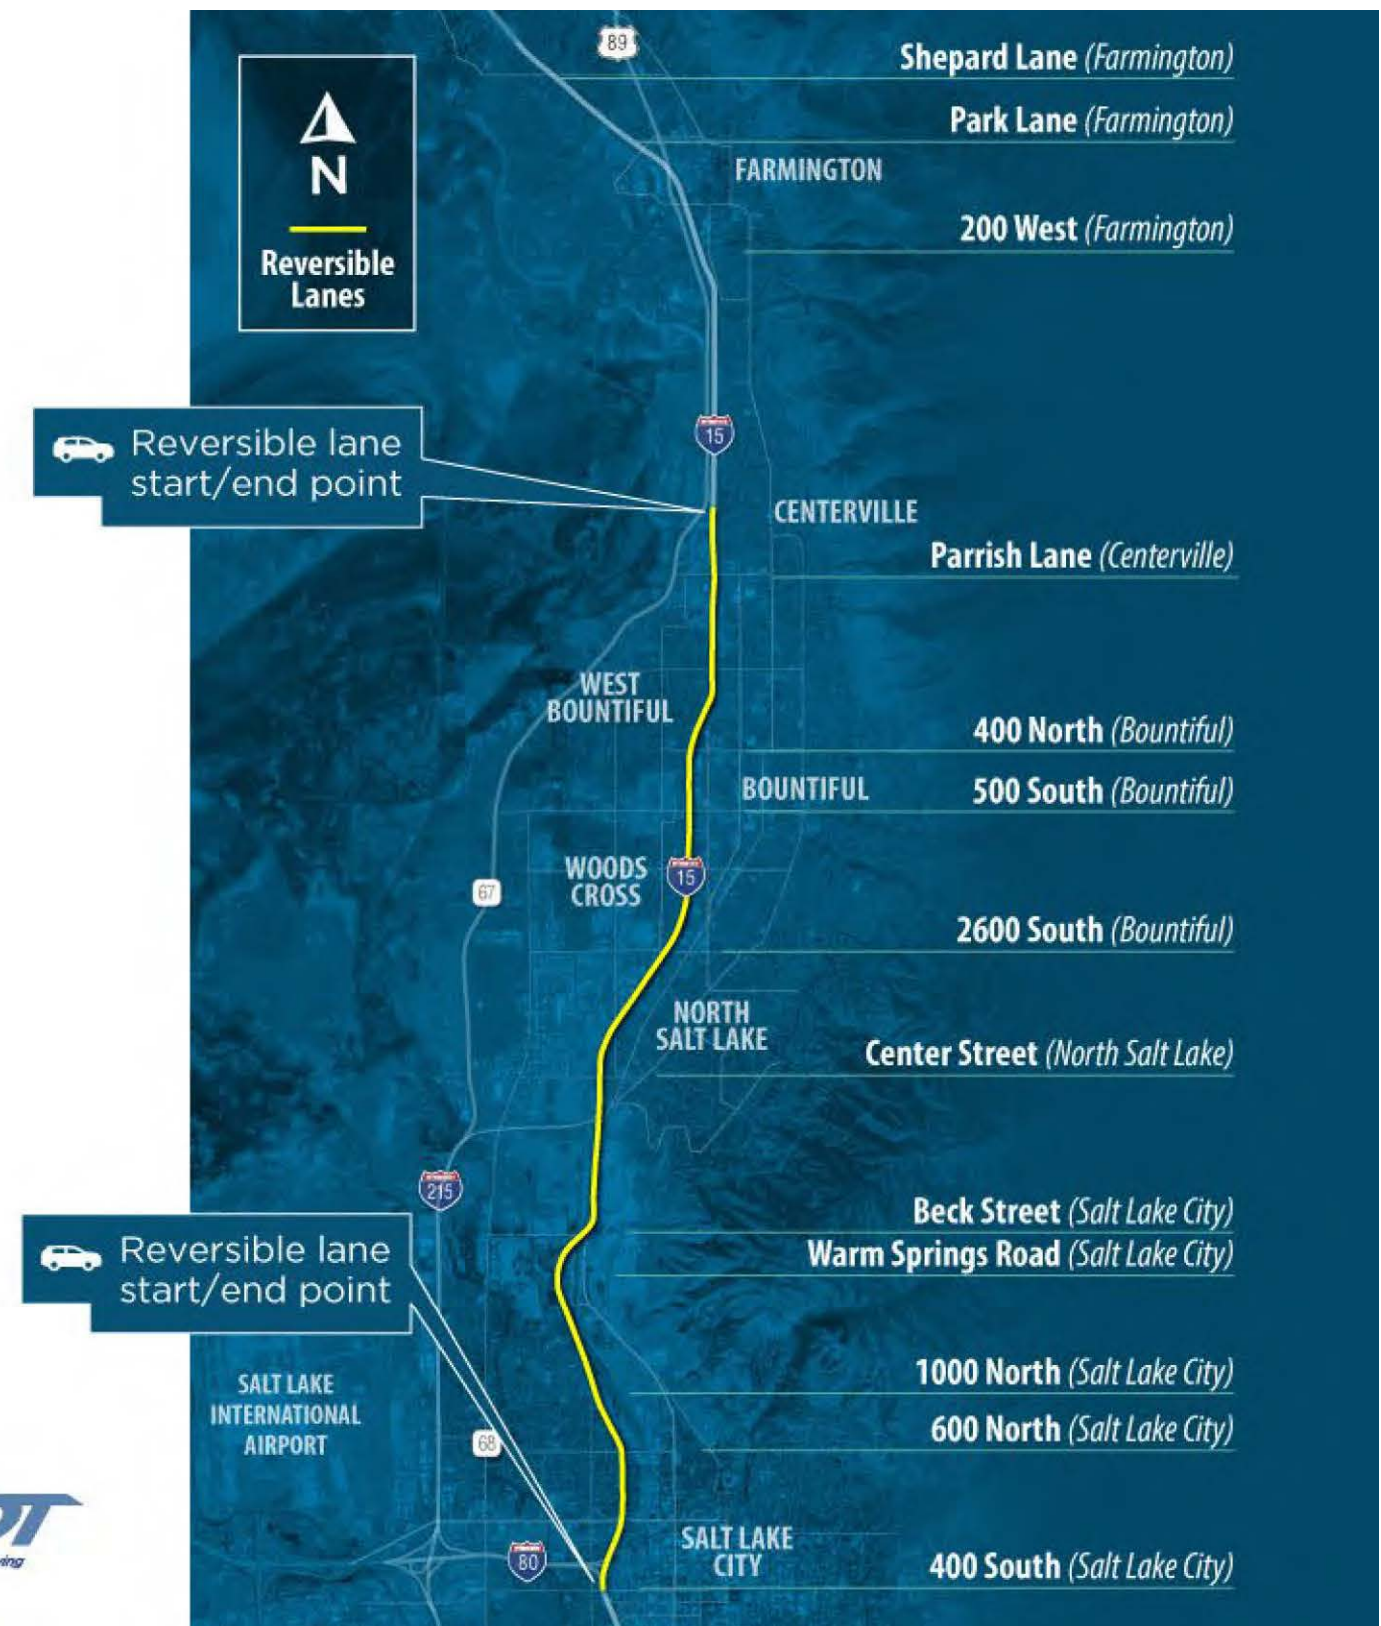 89
Shepard Lane (Farmington)
Park Lane (Farmington)
N
FARMINGTON
200 West (Farmington)
Reversible
Lanes
15
Reversible lane
start/end point
CENTERVILLE
Parrish Lane (Centerville)
WEST
BOUNTIFUL
400 North (Bountiful)
BOUNTIFUL
500 South (Bountiful)
WOODS
CROSS
15
67
2600 South (Bountiful)
NORTH
SALT LAKE
Center Street (North Salt Lake)
215
Beck Street (Salt Lake City)
Reversible lane
start/end point
Warm Springs Road (Salt Lake City)
SALT LAKE
INTERNATIONAL
AIRPORT
1000 North (Salt Lake City)
68
600 North (Salt Lake City)
80
SALT LAKE
CITY
400 South (Salt Lake City)